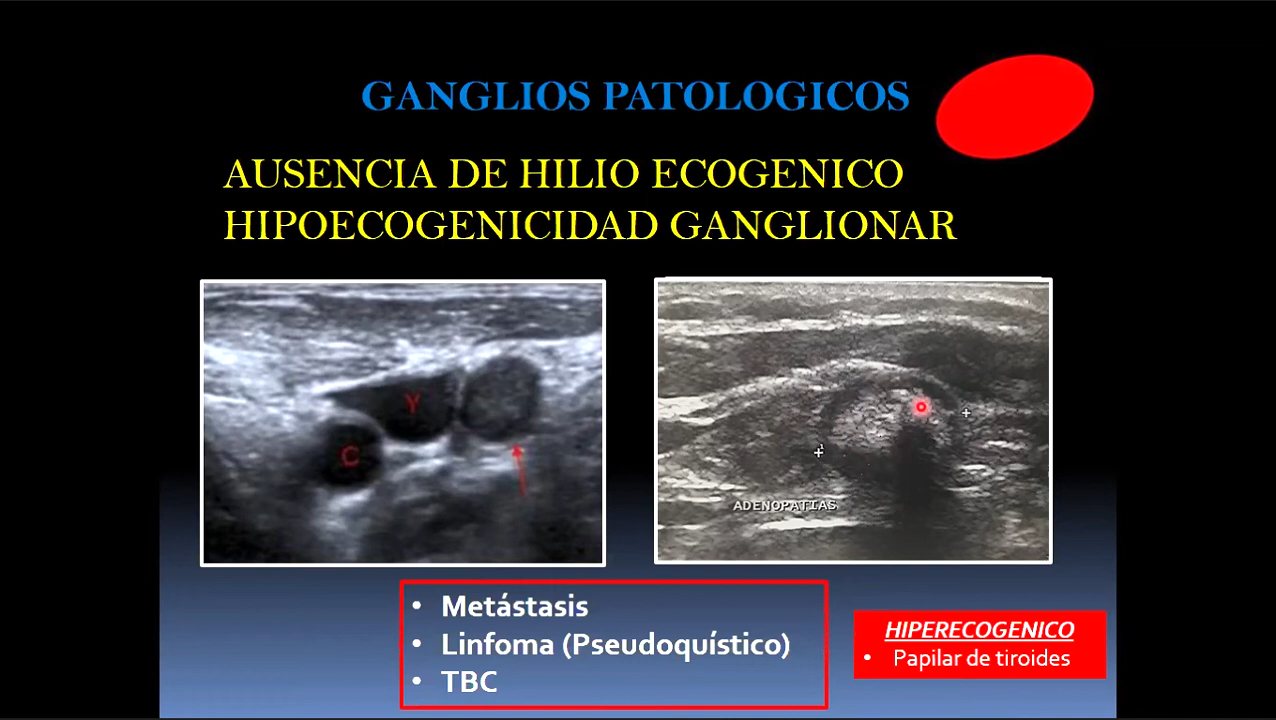 GANGLIOS PATOLOGICOS
AUSENCIA DE HILIO ECOGENICO
HIPOECOGENICIDAD GANGLIONAR
Y
C
ADENOPATIAS
• Metástasis
• Linfoma (Pseudoquístico)
• TBC
HIPERECOGENICO
• Papilar de tiroides